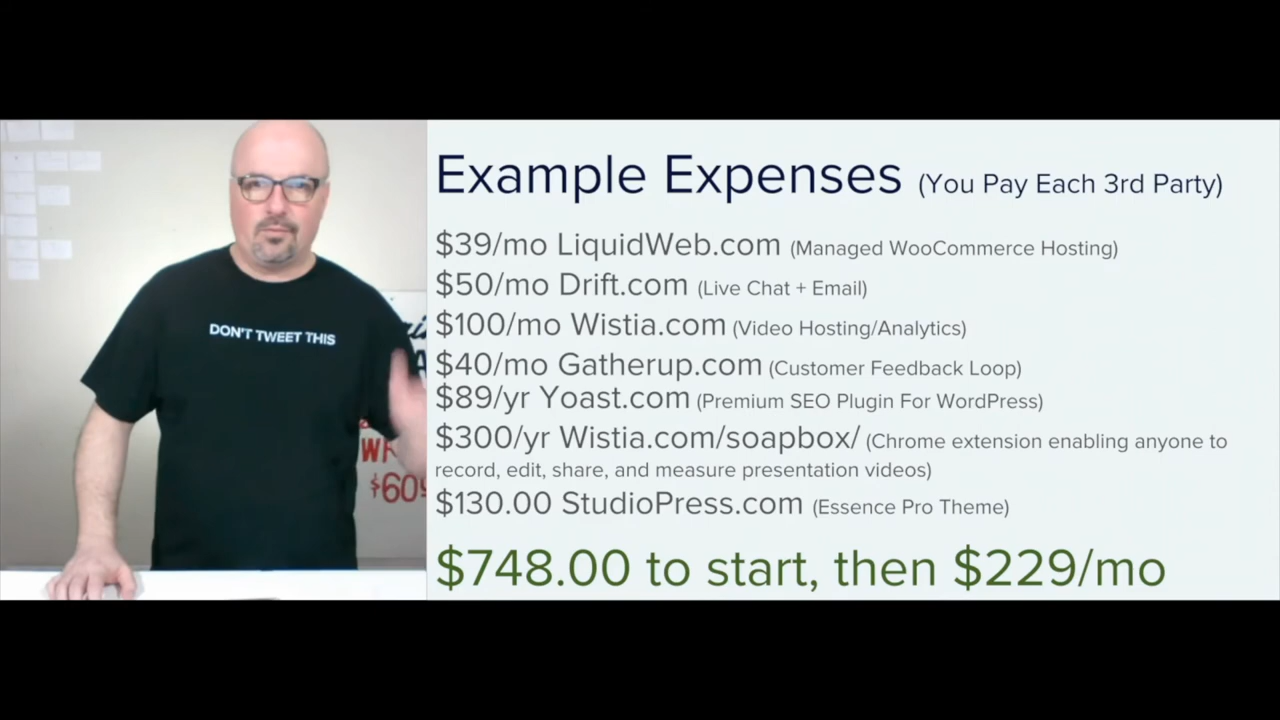 DON'T TWEET THIS
Example Expenses (You Pay Each 3rd Party)
$39/mo LiquidWeb.com (Managed WooCommerce Hosting)
$50/mo Drift.com (Live Chat + Email)
$100/mo Wistia.com (Video Hosting/Analytics)
$40/mo Gatherup.com (Customer Feedback Loop)
$89/yr Yoast.com (Premium SEO Plugin For WordPress)
$300/yr Wistia.com/soapbox/ (Chrome extension enabling anyone to
record, edit, share, and measure presentation videos)
$130.00 StudioPress.com (Essence Pro Theme)
$748.00 to start, then $229/mo